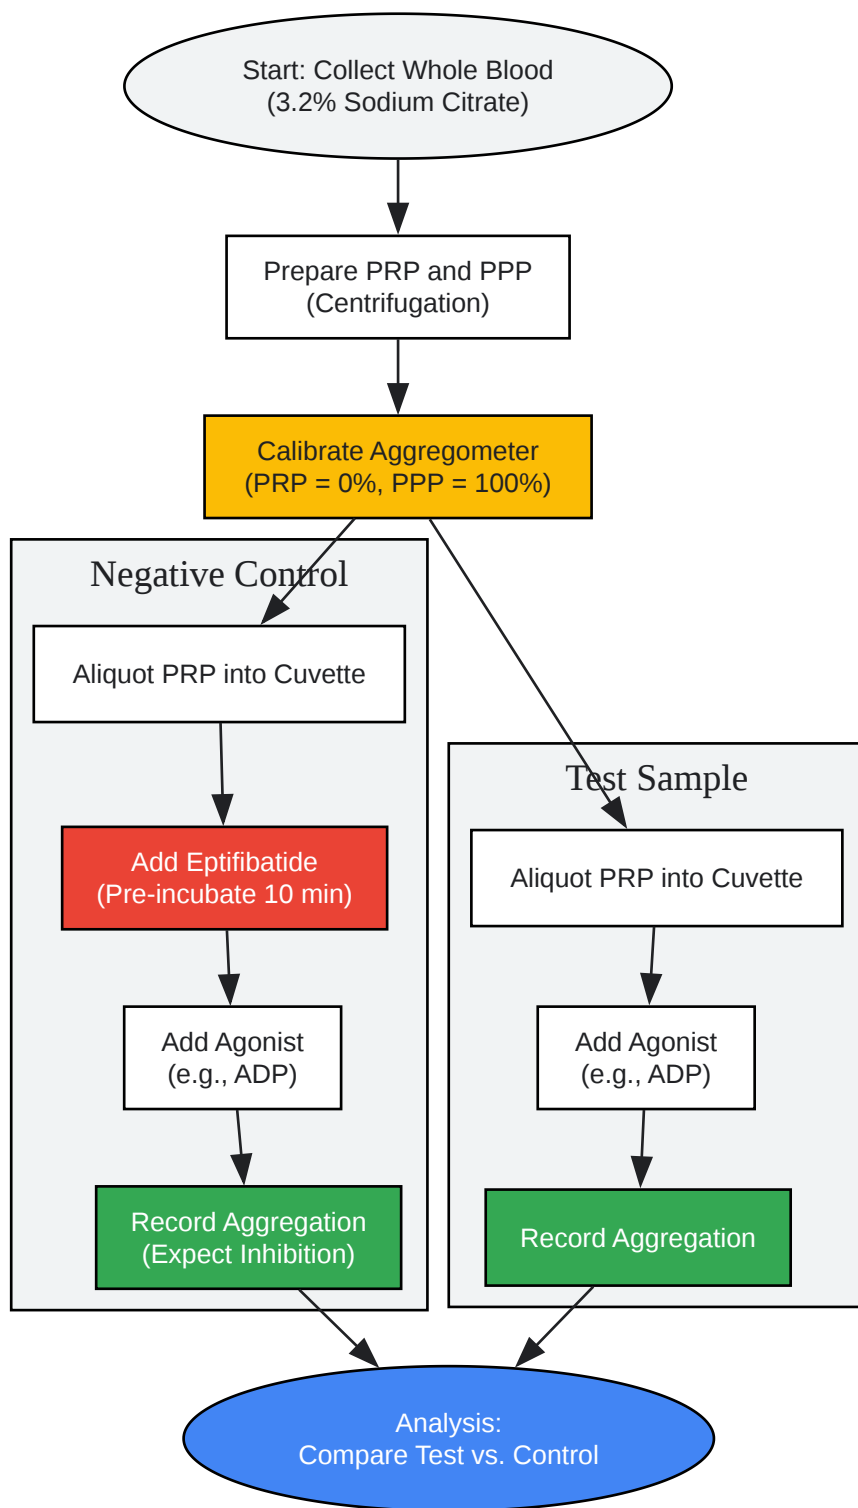 Start: Collect Whole Blood
(3.2% Sodium Citrate)
Prepare PRP and PPP
(Centrifugation)
Calibrate Aggregometer
(PRP = 0%, PPP = 100%)
Negative Control
Aliquot PRP into Cuvette
Add Eptifibatide
(Pre-incubate 10 min)
Add Agonist
(e.g., ADP)
Record Aggregation
(Expect Inhibition)
Test Sample
Aliquot PRP into Cuvette
Add Agonist
(e.g., ADP)
Record Aggregation
Analysis:
Compare Test vs. Control